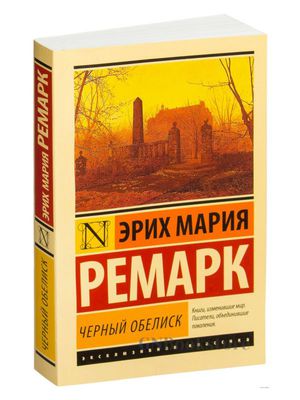 ЭРИХ МАРИЯ РЕМАРК
N
ЧЕРНЫЙ ОБЕЛИСК
N
ЭРИХ МАРИЯ
РЕМАРК
ЧЕРНЫЙ ОБЕЛИСК
Книги, изменившие мир.
Писатели, объединившие
поколения.
ЭКСКЛЮЗИВНАЯ КЛАССИКА